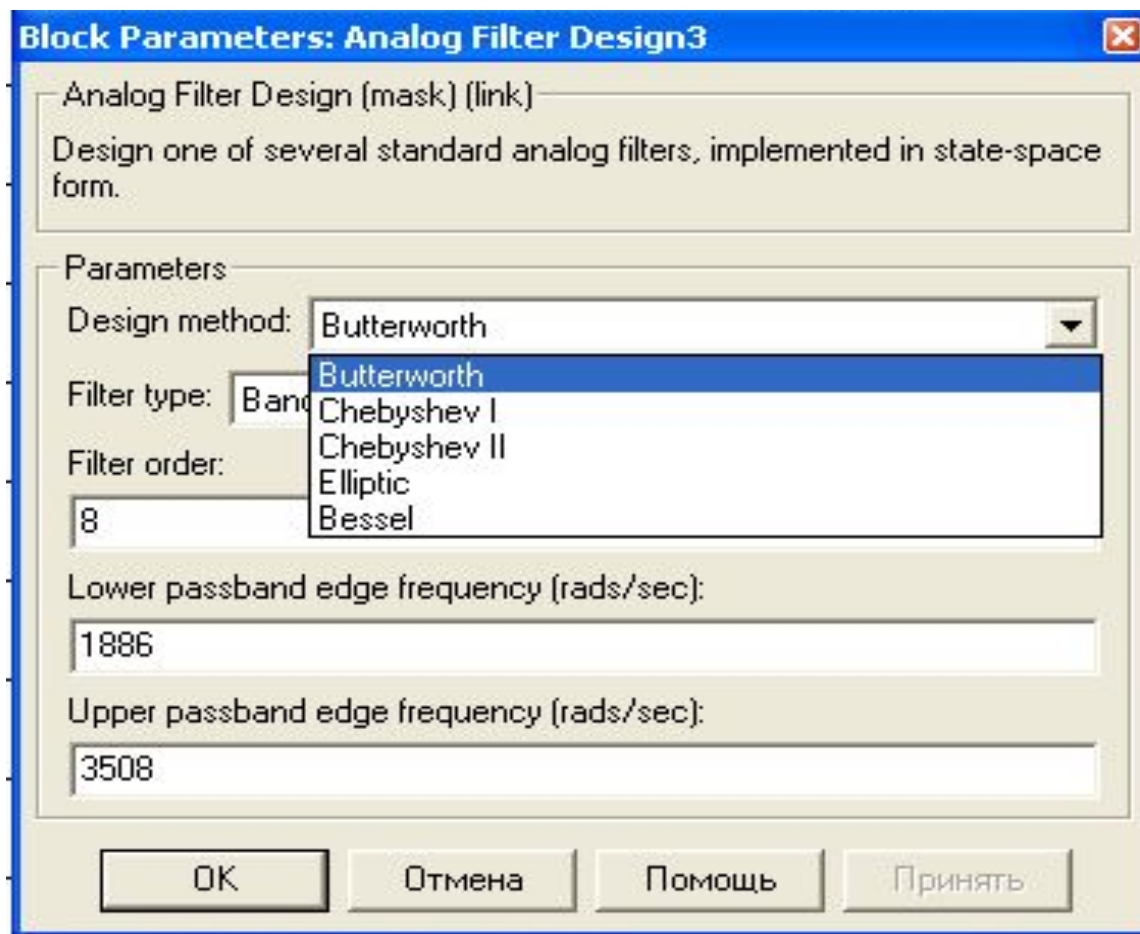 Block Parameters: Analog Filter Design3
Analog Filter Design (mask) (link)
Design one of several standard analog filters, implemented in state-space
form.
Parameters
Design method: Butterworth
Butterworth
Filter type:
Chebyshev I
Chebyshev II
Filter order:
Elliptic
8
Bessel
Lower passband edge frequency (rads/sec):
1886
Upper passband edge frequency (rads/sec):
3508
OK Отмена Помощь Принять